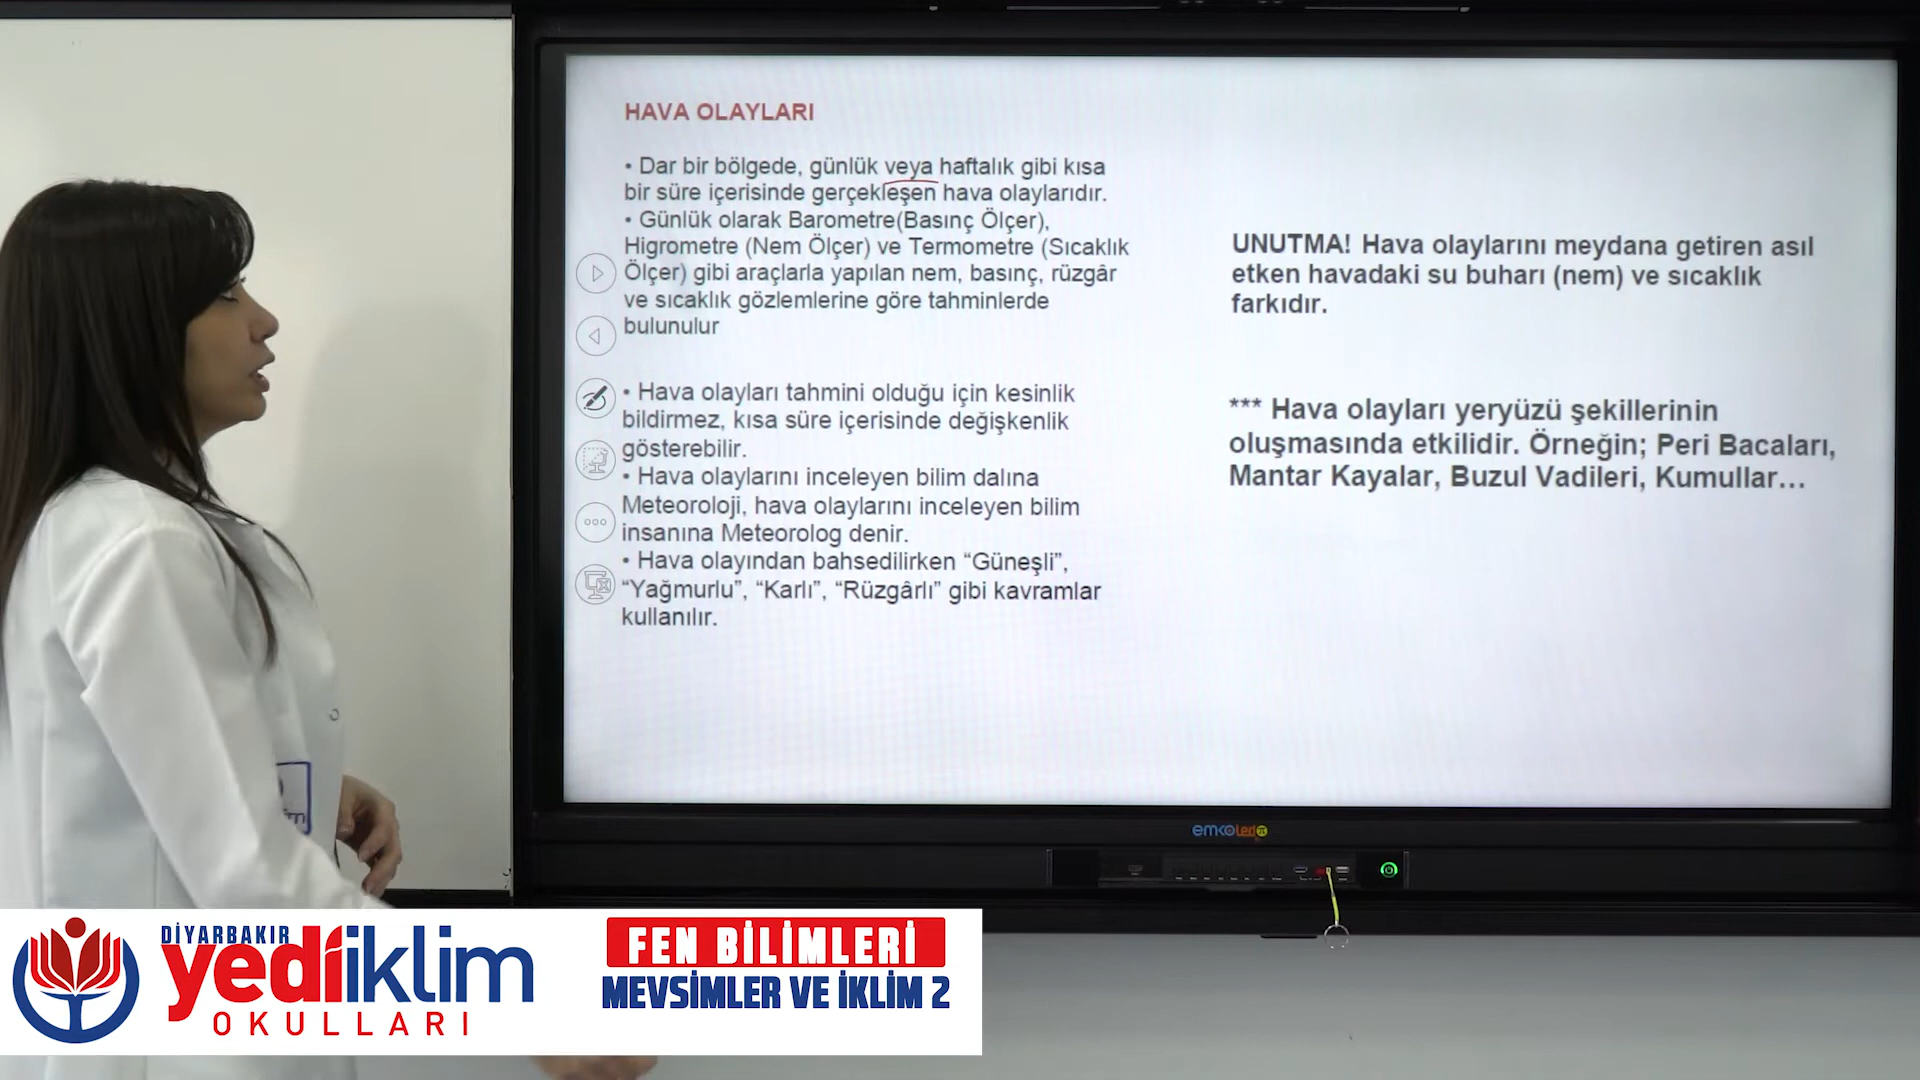 HAVA OLAYLARI
• Dar bir bölgede, günlük veya haftalık gibi kısa
bir süre içerisinde gerçekleşen hava olaylarıdır.
• Günlük olarak Barometre(Basınç Ölçer),
Higrometre (Nem Ölçer) ve Termometre (Sıcaklık
Ölçer) gibi araçlarla yapılan nem, basınç, rüzgâr
ve sıcaklık gözlemlerine göre tahminlerde
bulunulur
• Hava olayları tahmini olduğu için kesinlik
bildirmez, kısa süre içerisinde değişkenlik
gösterebilir.
• Hava olaylarını inceleyen bilim dalına
Meteoroloji, hava olaylarını inceleyen bilim
insanına Meteorolog denir.
• Hava olayından bahsedilirken “Güneşli”,
“Yağmurlu”, “Karlı”, “Rüzgârlı” gibi kavramlar
kullanılır.
UNUTMA! Hava olaylarını meydana getiren asıl
etken havadaki su buharı (nem) ve sıcaklık
farkıdır.
*** Hava olayları yeryüzü şekillerinin
oluşmasında etkilidir. Örneğin; Peri Bacaları,
Mantar Kayalar, Buzul Vadileri, Kumullar...
emkoled
DİYARBAKIR
yediiklim
OKULLARI
FEN BİLİMLERİ
MEVSİMLER VE İKLİM 2